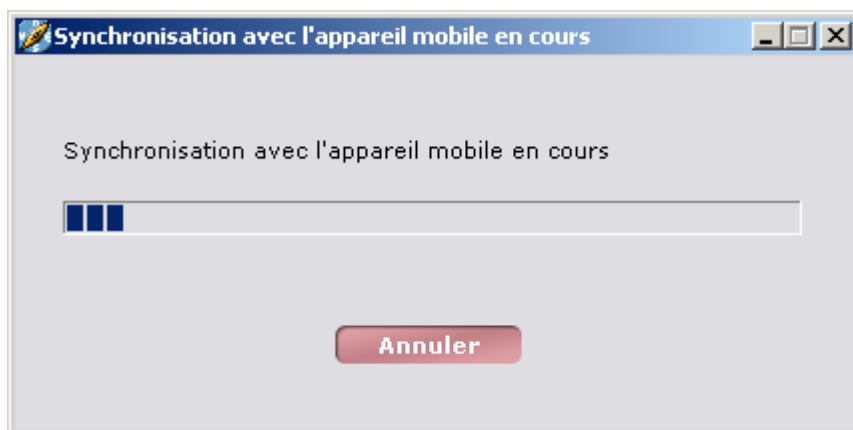 Synchronisation avec l'appareil mobile en cours
Synchronisation avec l'appareil mobile en cours
Annuler